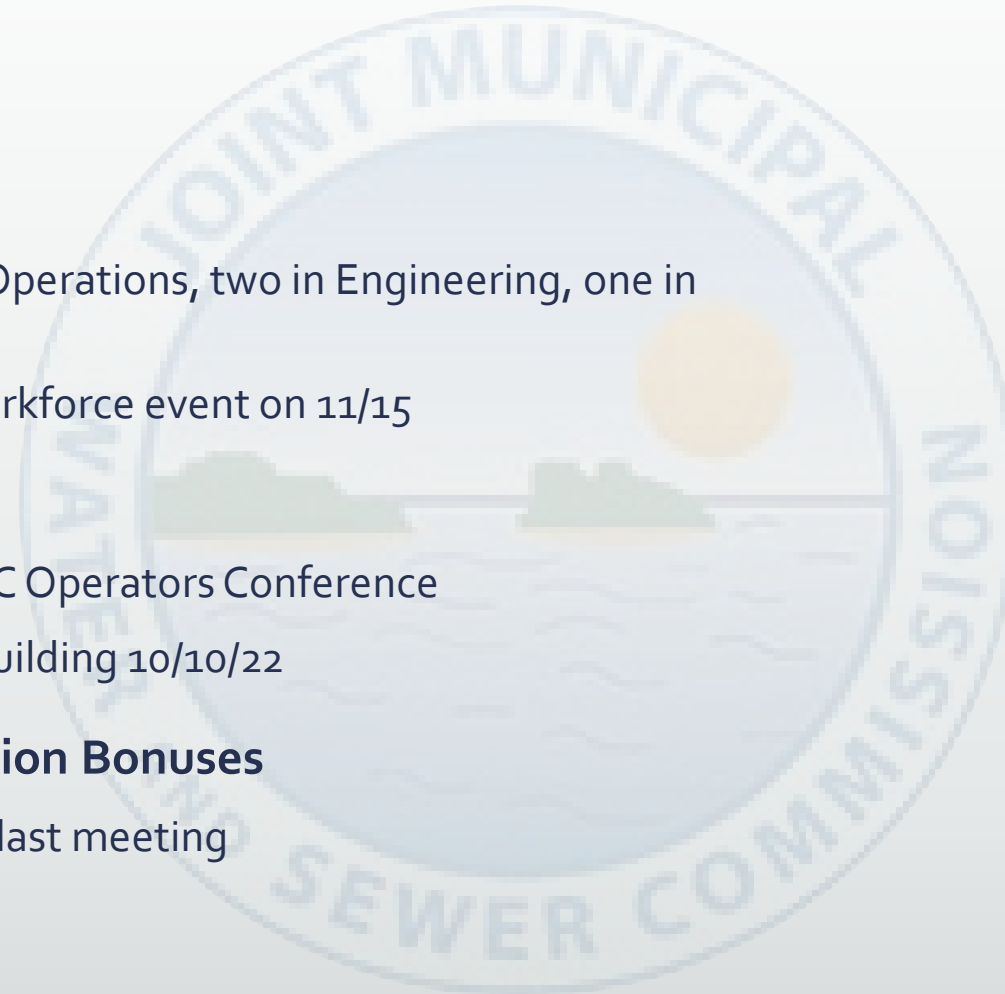 JOINT MUNICIPAL
WATER AND SEWER COMMISSION
Operations, two in Engineering, one in
rkforce event on 11/15
C Operators Conference
uilding 10/10/22
ion Bonuses
last meeting